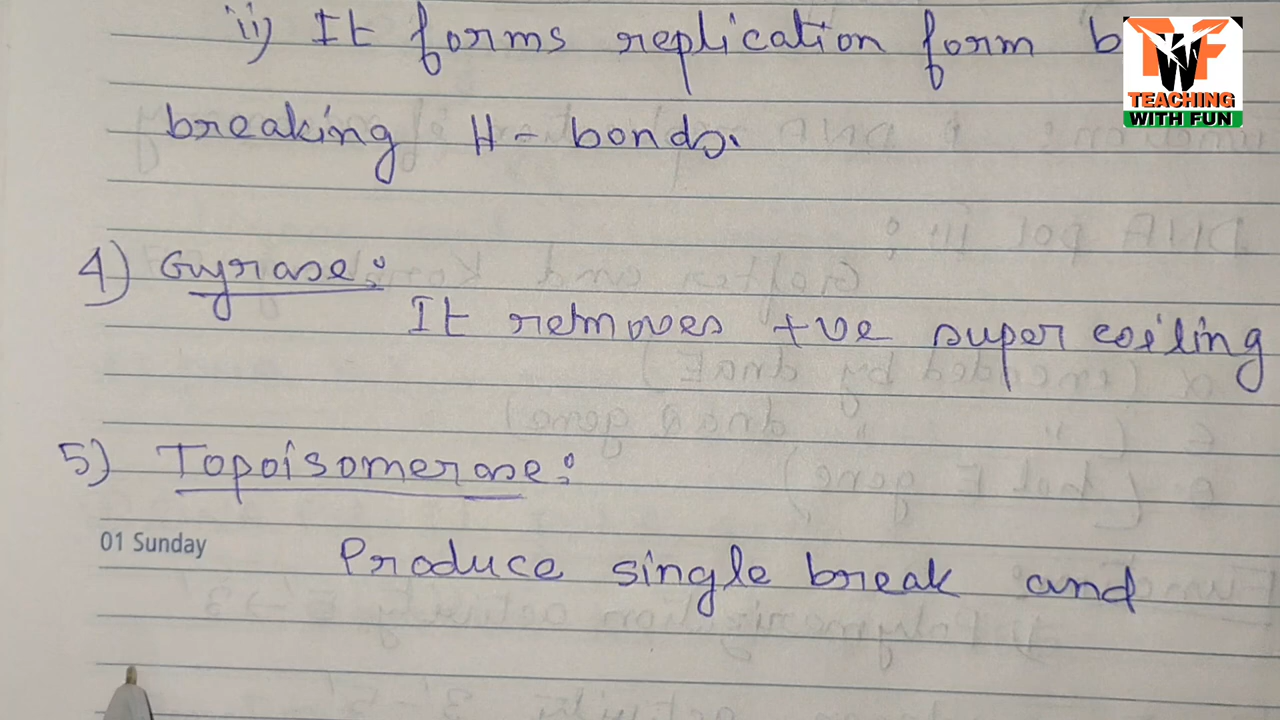 ii) It forms replication form b
breaking H-bonds.
4) Gyrase:
It removes +ve super coiling
5) Topoisomerase:
01 Sunday
Produce single break and
TWF
TEACHING
WITH FUN